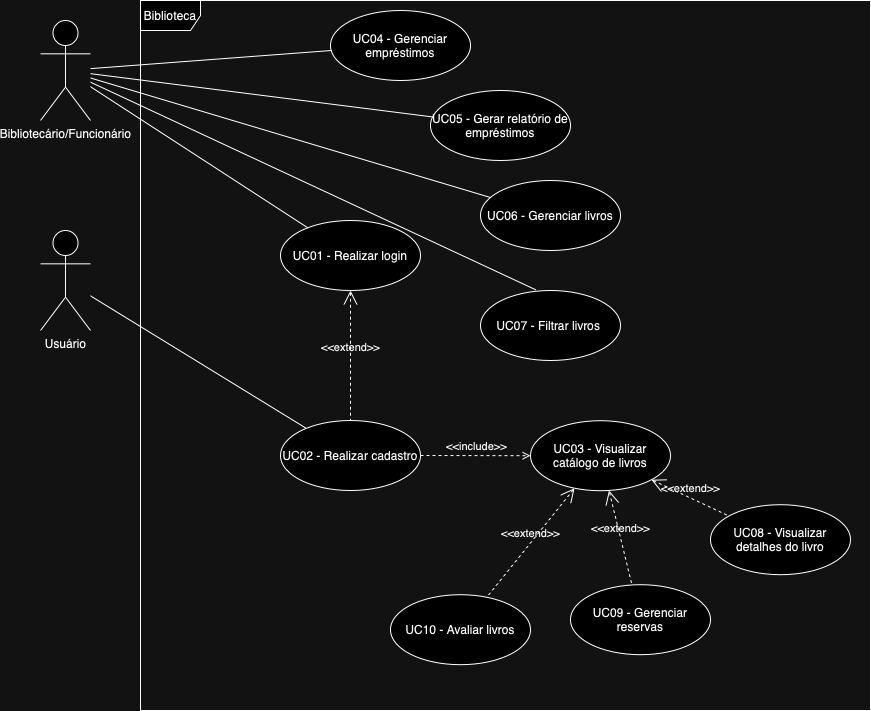 Biblioteca
UC04 - Gerenciar
empréstimos
Bibliotecário/Funcionário
UC05 - Gerar relatório de
empréstimos
UC06 - Gerenciar livros
UC01 - Realizar login
UC07 - Filtrar livros
Usuário
<<extend>>
UC02 - Realizar cadastro
<<include>>
UC03 - Visualizar
catálogo de livros
<<extend>>
<<extend>>
<<extend>>
UC08 - Visualizar
detalhes do livro
UC10 - Avaliar livros
UC09 - Gerenciar
reservas